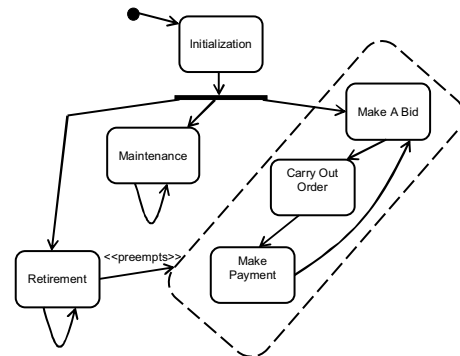 Initialization
Make A Bid
Maintenance
Carry Out
Order
<<preempts>>
Make
Payment
Retirement